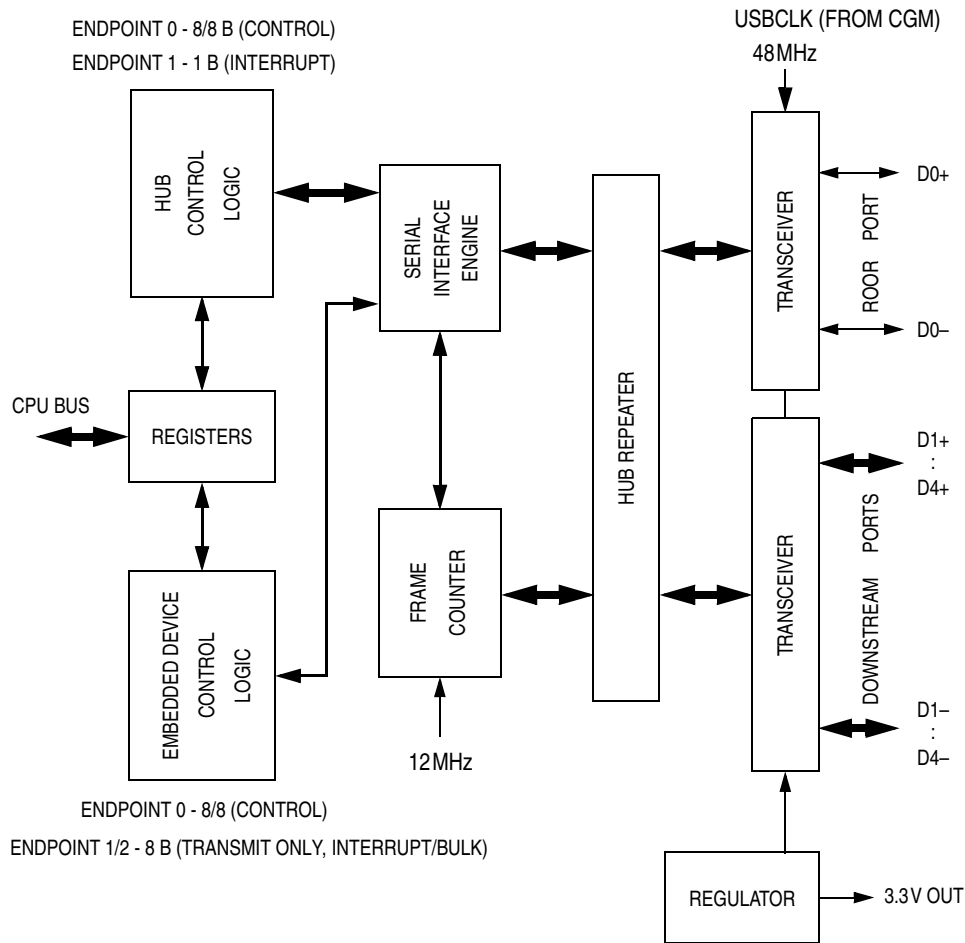 ENDPOINT 0 - 8/8 B (CONTROL)
ENDPOINT 1 - 1 B (INTERRUPT)
USBCLK (FROM CGM)
48MHz
HUB
CONTROL
LOGIC
SERIAL
INTERFACE
ENGINE
HUB REPEATER
TRANSCEIVER
D0+
ROOR PORT
D0–
CPU BUS
REGISTERS
EMBEDDED DEVICE
CONTROL
LOGIC
FRAME
COUNTER
12MHz
TRANSCEIVER
D1+
:
D4+
DOWNSTREAM PORTS
D1–
:
D4–
ENDPOINT 0 - 8/8 (CONTROL)
ENDPOINT 1/2 - 8 B (TRANSMIT ONLY, INTERRUPT/BULK)
REGULATOR
3.3V OUT